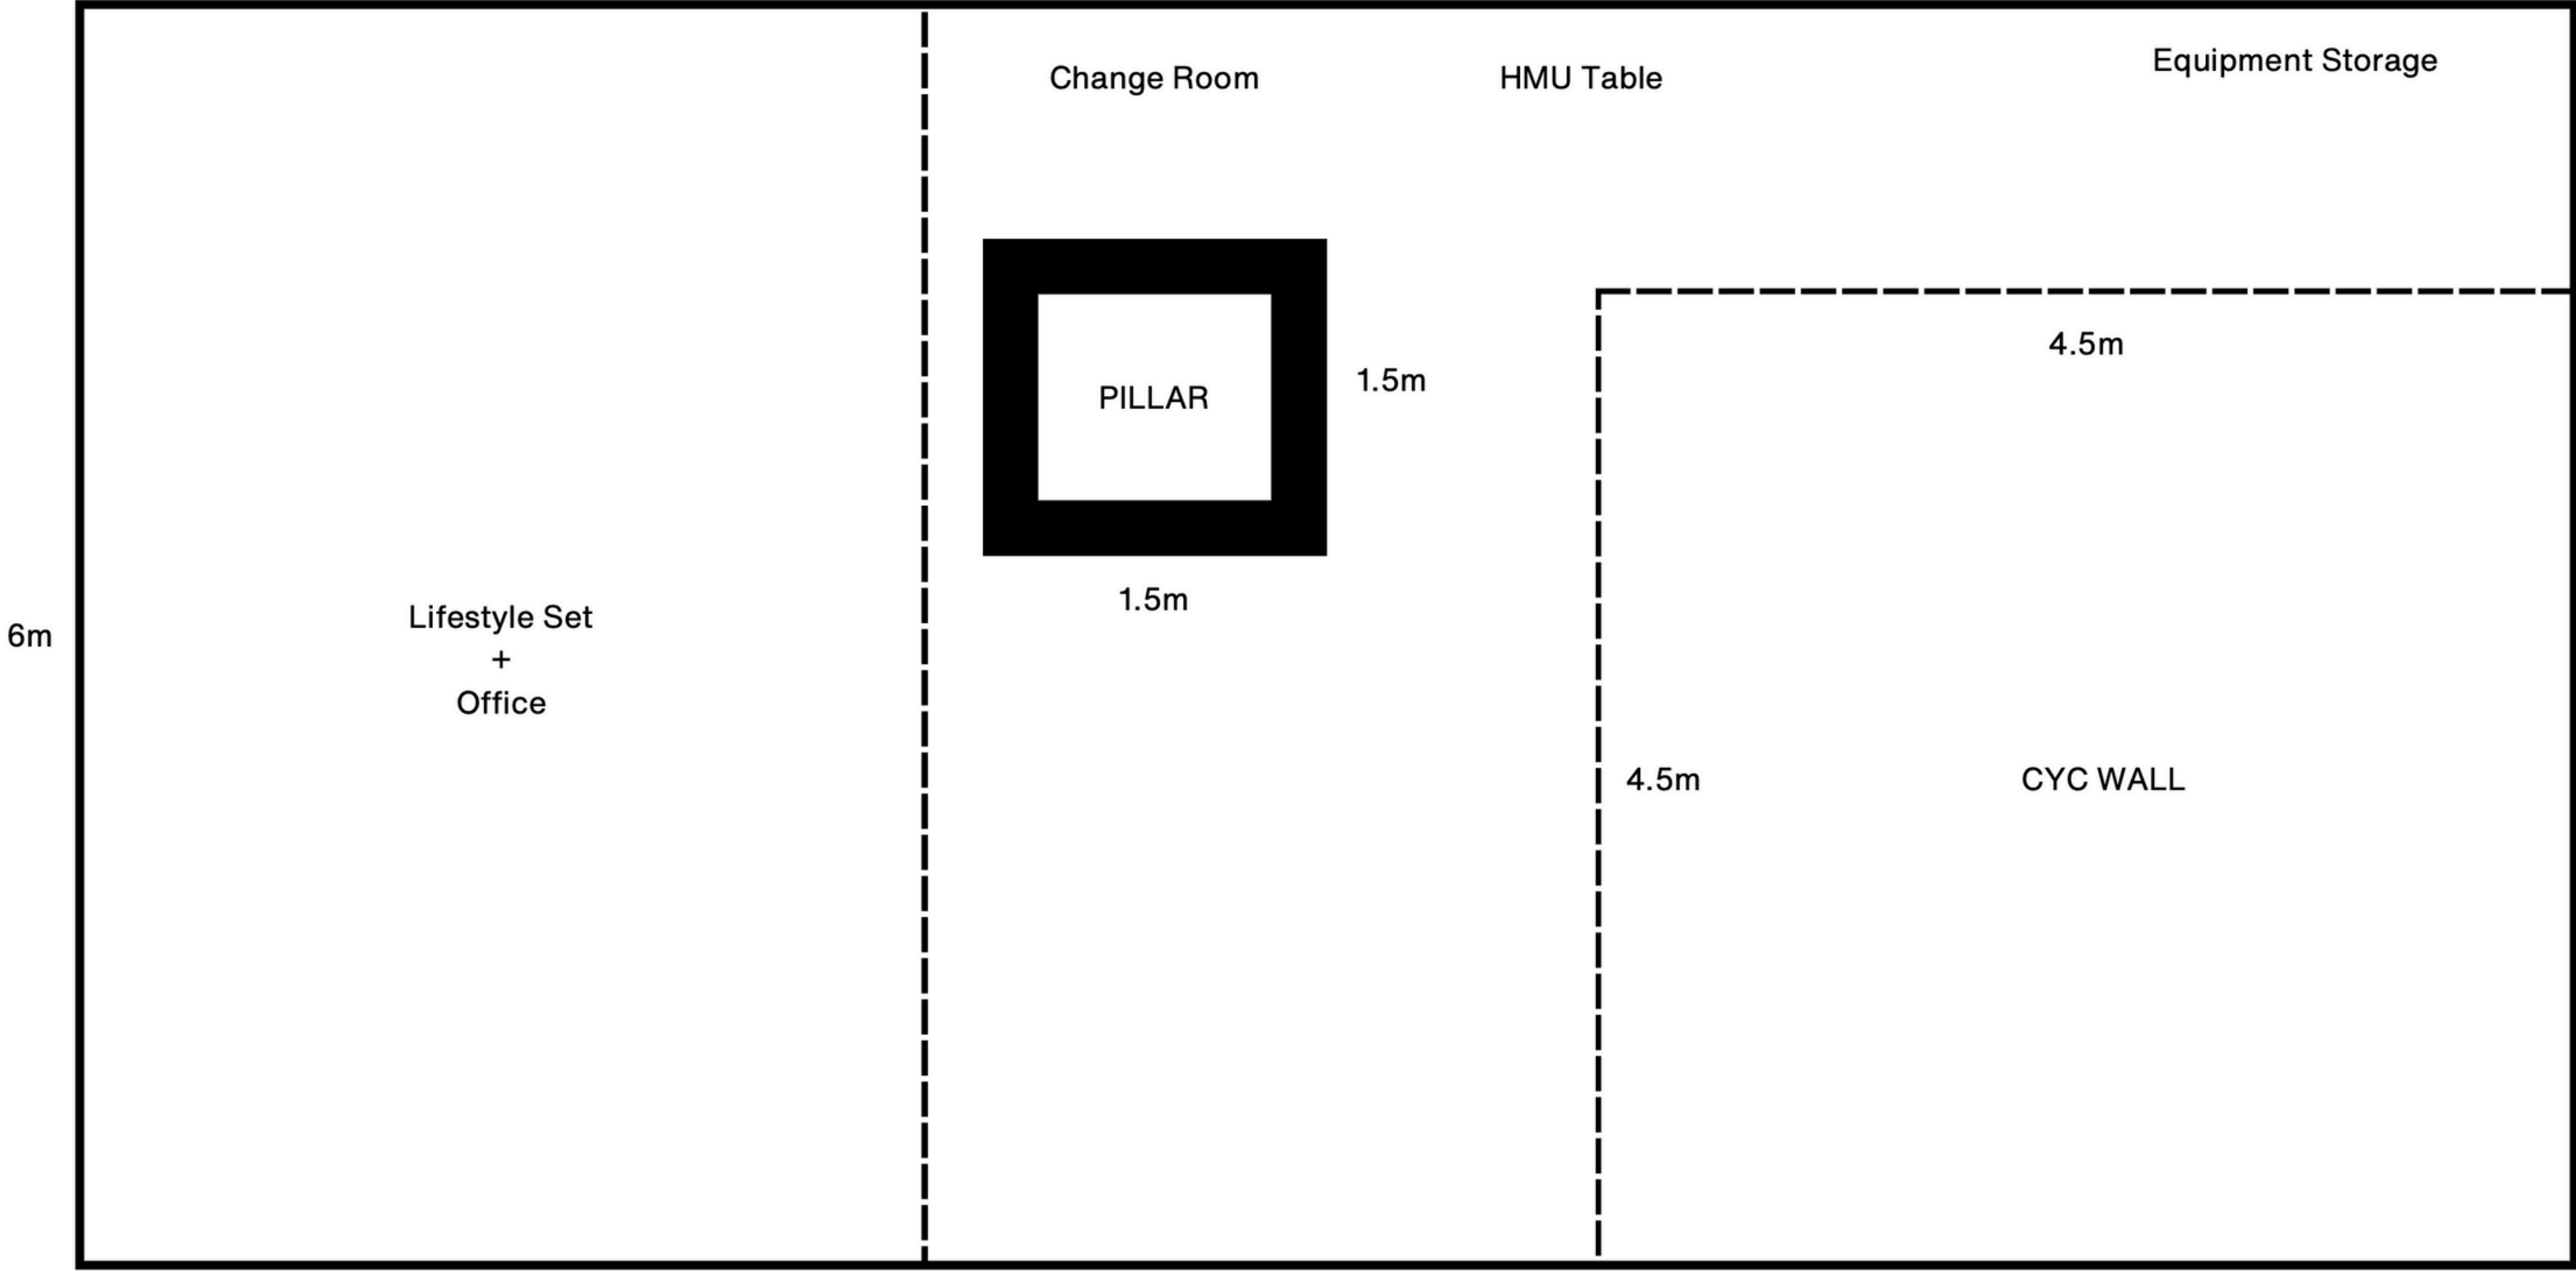 Change Room
HMU Table
Equipment Storage
4.5m
1.5m
PILLAR
1.5m
Lifestyle Set
+
Office
6m
4.5m
CYC WALL